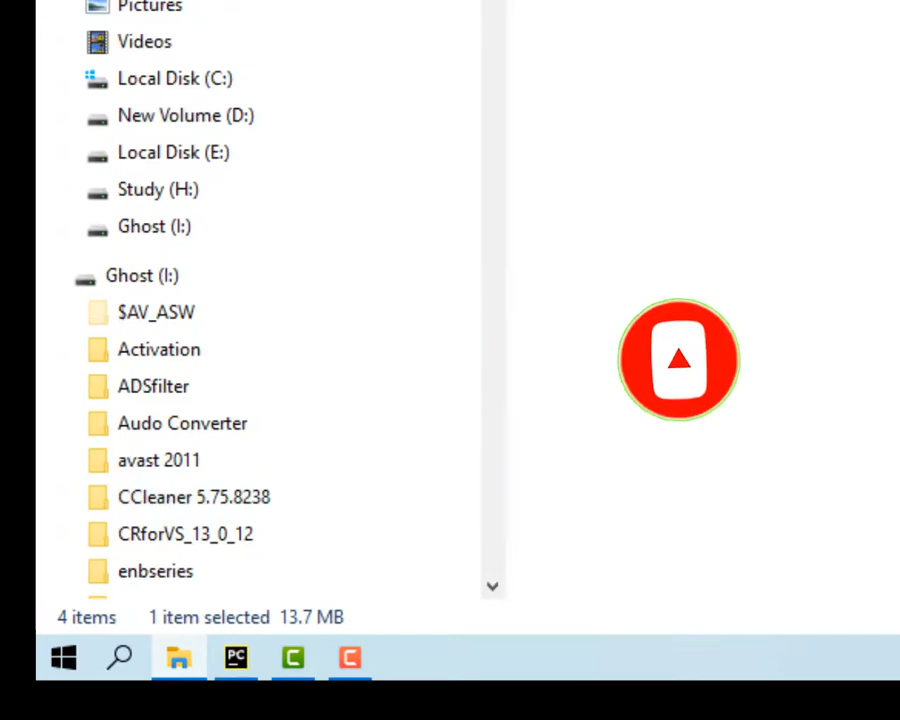 Pictures
Videos
Local Disk (C:)
New Volume (D:)
Local Disk (E:)
Study (H:)
Ghost (I:)
Ghost (I:)
$AV_ASW
Activation
ADSfilter
Audo Converter
avast 2011
CCleaner 5.75.8238
CRforVS_13_0_12
enbseries
4 items 1 item selected 13.7 MB
PC C C